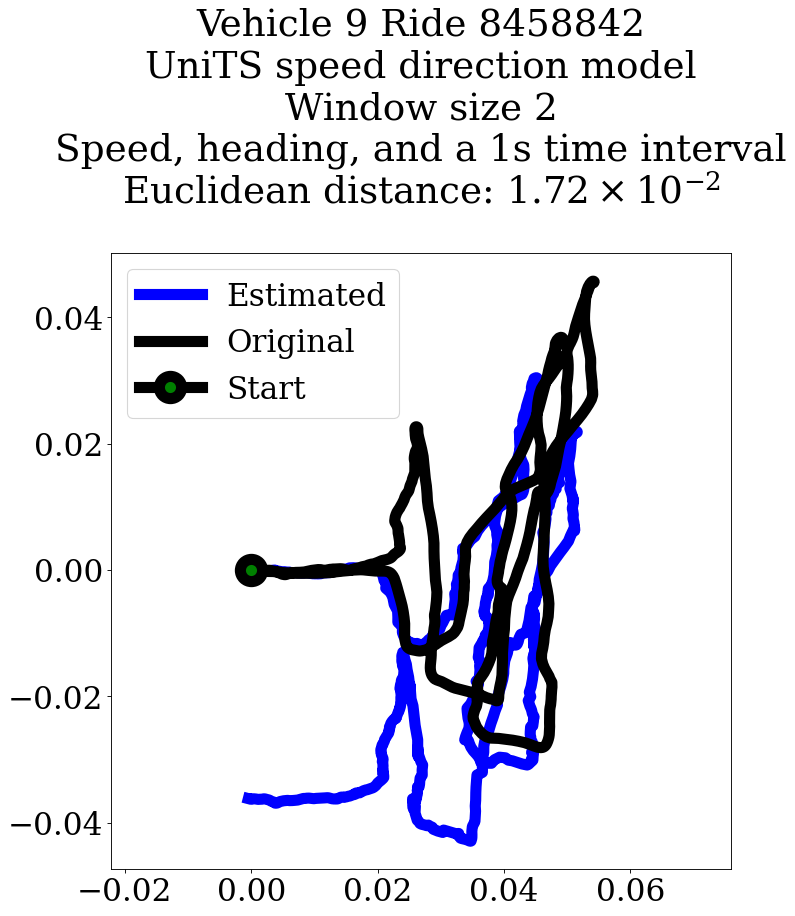 Vehicle 9 Ride 8458842
UniTS speed direction model
Window size 2
Speed, heading, and a 1s time interval
Euclidean distance: 1.72 × 10⁻²
Estimated
Original
Start
0.04
0.02
0.00
−0.02
−0.04
−0.02 0.00 0.02 0.04 0.06